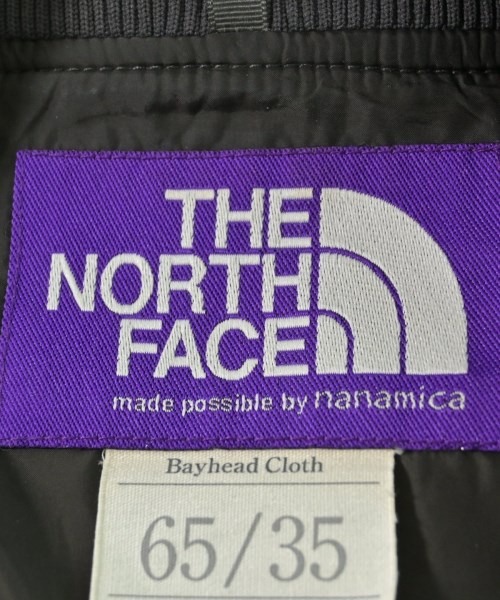 THE
NORTH
FACE
made possible by nanamica
Bayhead Cloth
65/35